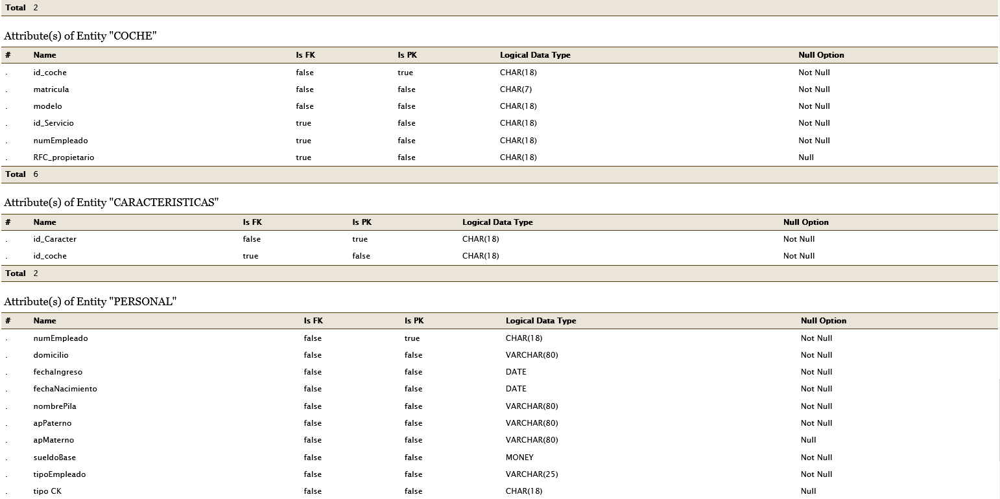 Total 2
Attribute(s) of Entity "COCHE"
# Name Is FK Is PK Logical Data Type Null Option
. id_coche false true CHAR(18) Not Null
. matricula false false CHAR(7) Not Null
. modelo false false CHAR(18) Not Null
. id_Servicio true false CHAR(18) Not Null
. numEmpleado true false CHAR(18) Not Null
. RFC_propietario true false CHAR(18) Null
Total 6
Attribute(s) of Entity "CARACTERISTICAS"
# Name Is FK Is PK Logical Data Type Null Option
. id_Caracter false true CHAR(18) Not Null
. id_coche true false CHAR(18) Not Null
Total 2
Attribute(s) of Entity "PERSONAL"
# Name Is FK Is PK Logical Data Type Null Option
. numEmpleado false true CHAR(18) Not Null
. domicilio false false VARCHAR(80) Not Null
. fechaIngreso false false DATE Not Null
. fechaNacimiento false false DATE Not Null
. nombrePila false false VARCHAR(80) Not Null
. apPaterno false false VARCHAR(80) Not Null
. apMaterno false false VARCHAR(80) Null
. sueldoBase false false MONEY Not Null
. tipoEmpleado false false VARCHAR(25) Not Null
. tipo CK false false CHAR(18) Null